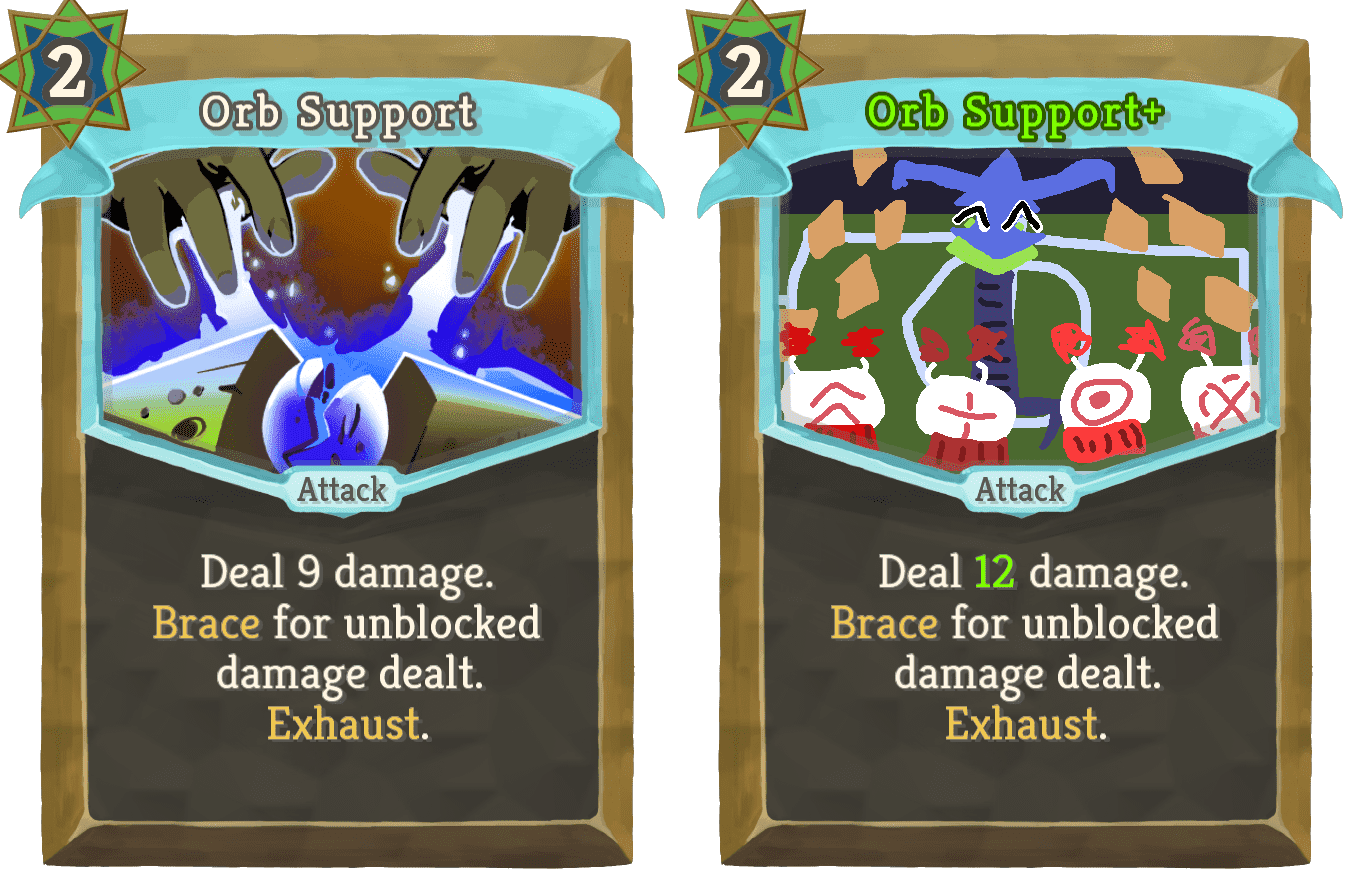 2
Orb Support
Attack
Deal 9 damage.
Brace for unblocked
damage dealt.
Exhaust.
2
Orb Support+
Attack
Deal 12 damage.
Brace for unblocked
damage dealt.
Exhaust.